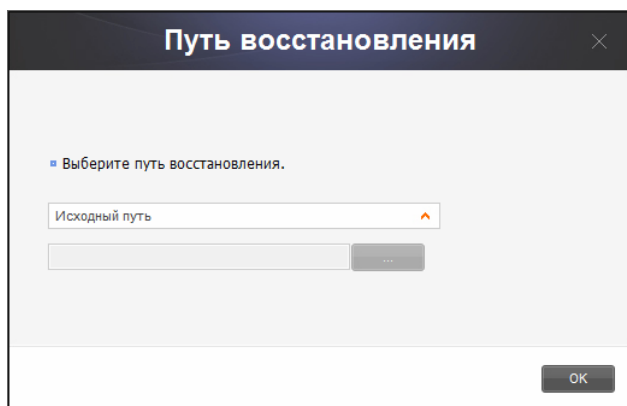 Путь восстановления
Выберите путь восстановления.
Исходный путь
...
OK